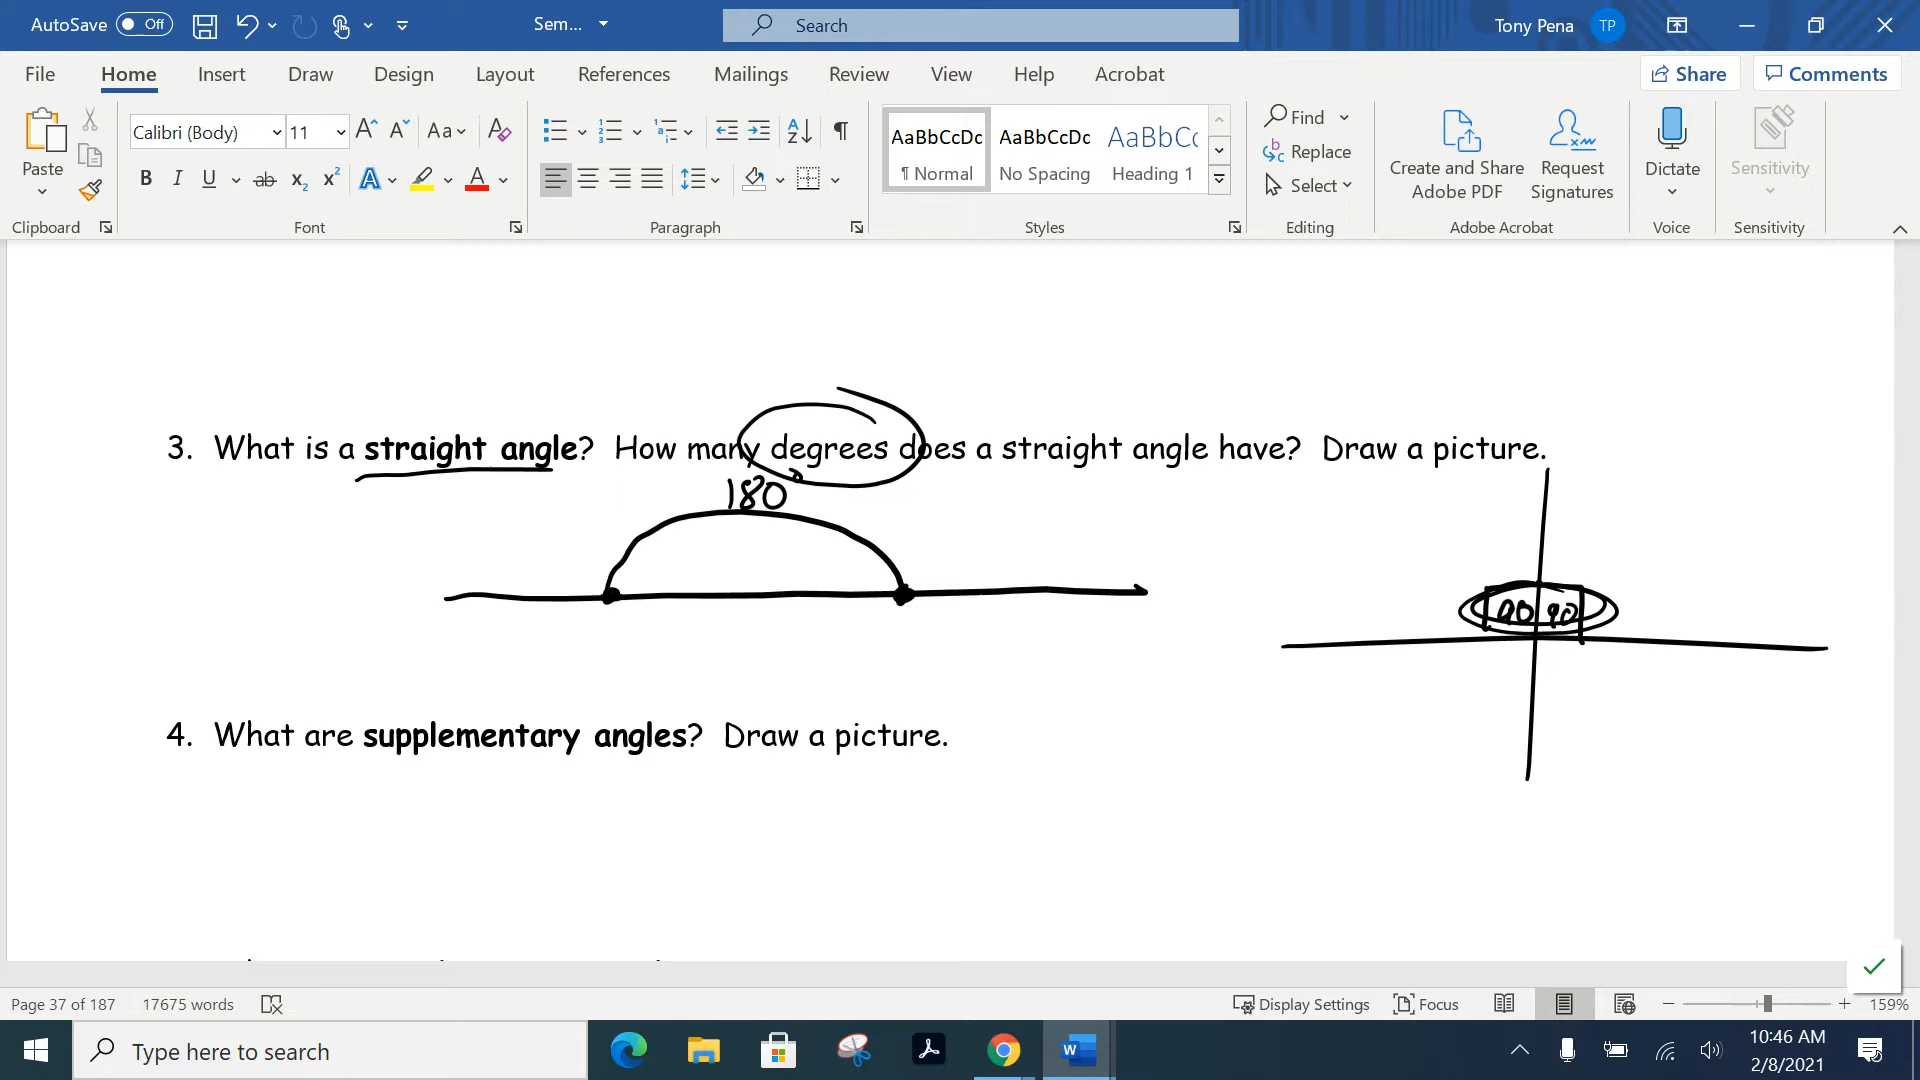 AutoSave Off Sem... Search Tony Pena TP
File Home Insert Draw Design Layout References Mailings Review View Help Acrobat Share Comments
Paste
Calibri (Body) 11 Aa
B I U ab x₂ x² A A
AaBbCcDc AaBbCcDc AaBbCc
¶ Normal No Spacing Heading 1
Find
Replace
Select
Create and Share Adobe PDF
Request Signatures
Dictate
Sensitivity
Clipboard Font Paragraph Styles Editing Adobe Acrobat Voice Sensitivity
3. What is a straight angle? How many degrees does a straight angle have? Draw a picture.
180°
90 90
4. What are supplementary angles? Draw a picture.
Page 37 of 187 17675 words Display Settings Focus 159%
Type here to search
10:46 AM
2/8/2021